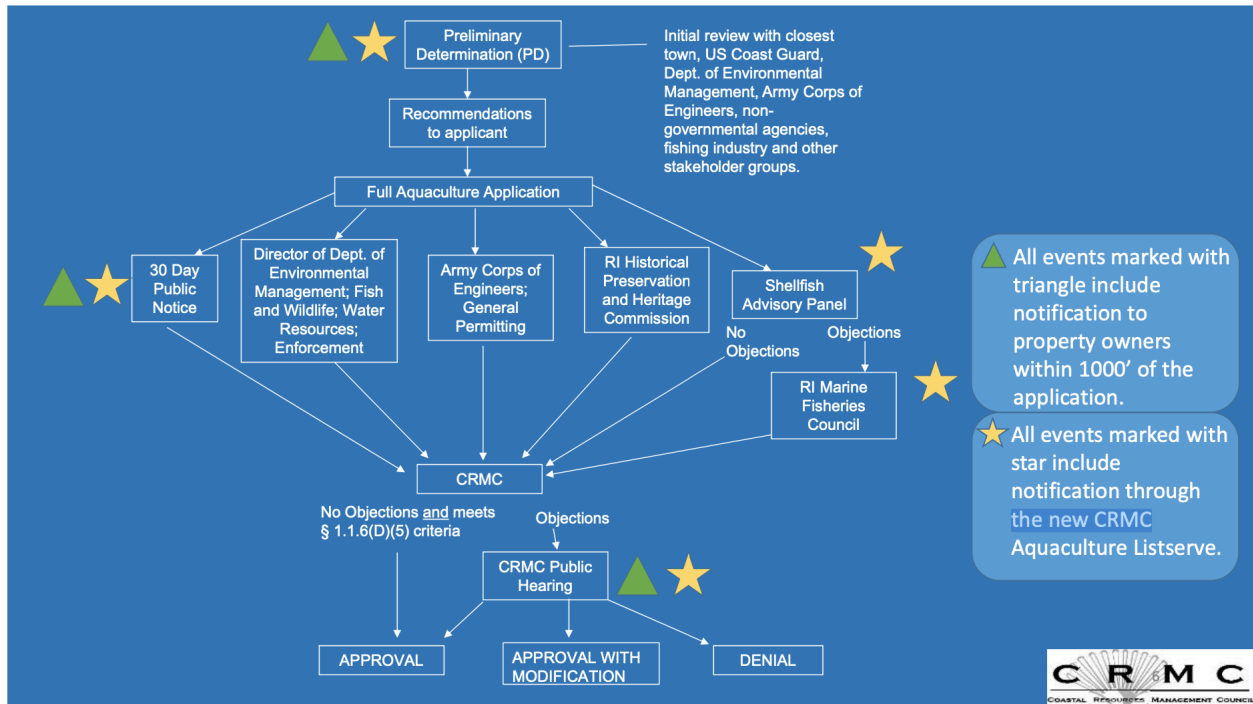 Preliminary
Determination (PD)
Initial review with closest
town, US Coast Guard,
Dept. of Environmental
Management, Army Corps of
Engineers, non-
governmental agencies,
fishing industry and other
stakeholder groups.
Recommendations
to applicant
Full Aquaculture Application
30 Day
Public
Notice
Director of Dept. of
Environmental
Management; Fish
and Wildlife; Water
Resources;
Enforcement
Army Corps of
Engineers;
General
Permitting
RI Historical
Preservation
and Heritage
Commission
Shellfish
Advisory Panel
No
Objections
Objections
RI Marine
Fisheries
Council
CRMC
No Objections and meets
§ 1.1.6(D)(5) criteria
Objections
CRMC Public
Hearing
APPROVAL
APPROVAL WITH
MODIFICATION
DENIAL
All events marked with
triangle include
notification to
property owners
within 1000’ of the
application.
All events marked with
star include
notification through
the new CRMC
Aquaculture Listserve.
6
C R M C
COASTAL RESOURCES MANAGEMENT COUNCIL